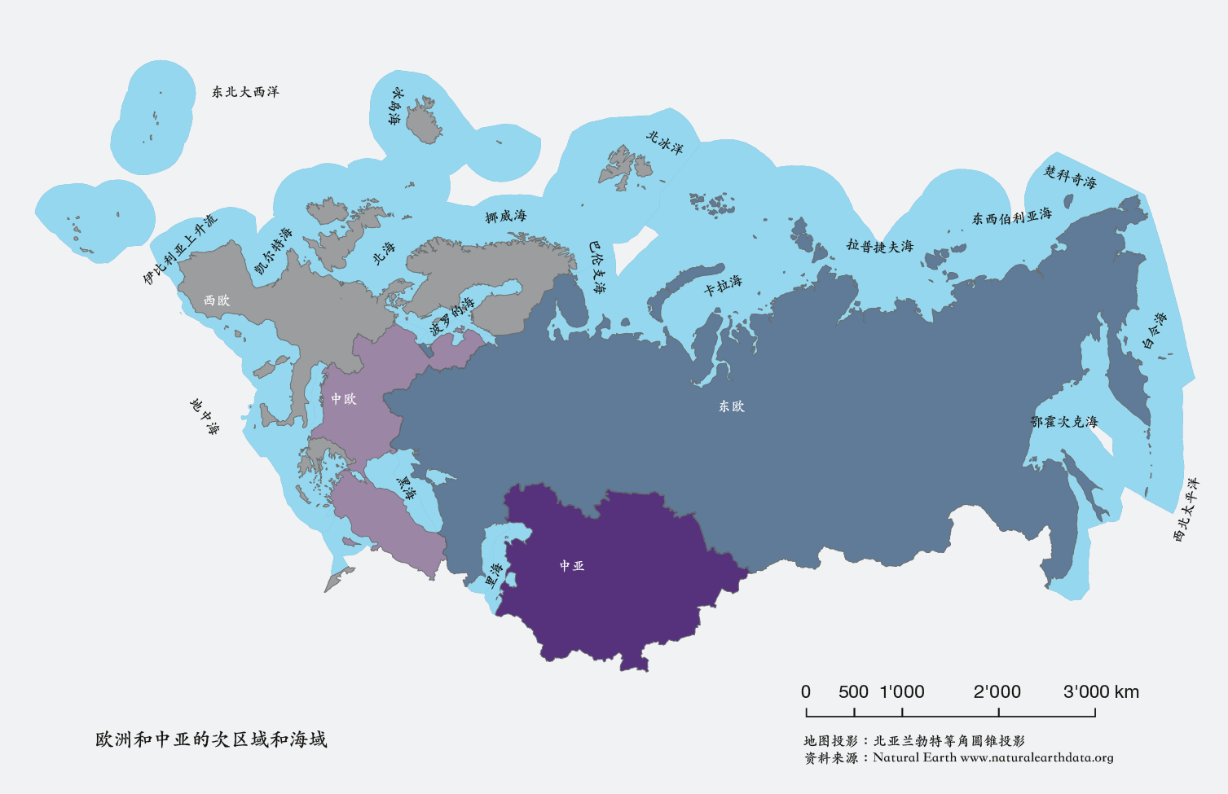 东北大西洋
冰岛海
北冰洋
楚科奇海
伊比利亚上升流
凯尔特海
挪威海
东西伯利亚海
北海
巴伦支海
拉普捷夫海
卡拉海
西欧
波罗的海
白令海
中欧
东欧
地中海
鄂霍次克海
黑海
西北太平洋
里海
中亚
0 500 1'000 2'000 3'000 km
欧洲和中亚的次区域和海域
地图投影：北亚兰勃特等角圆锥投影
资料来源：Natural Earth www.naturalearthdata.org